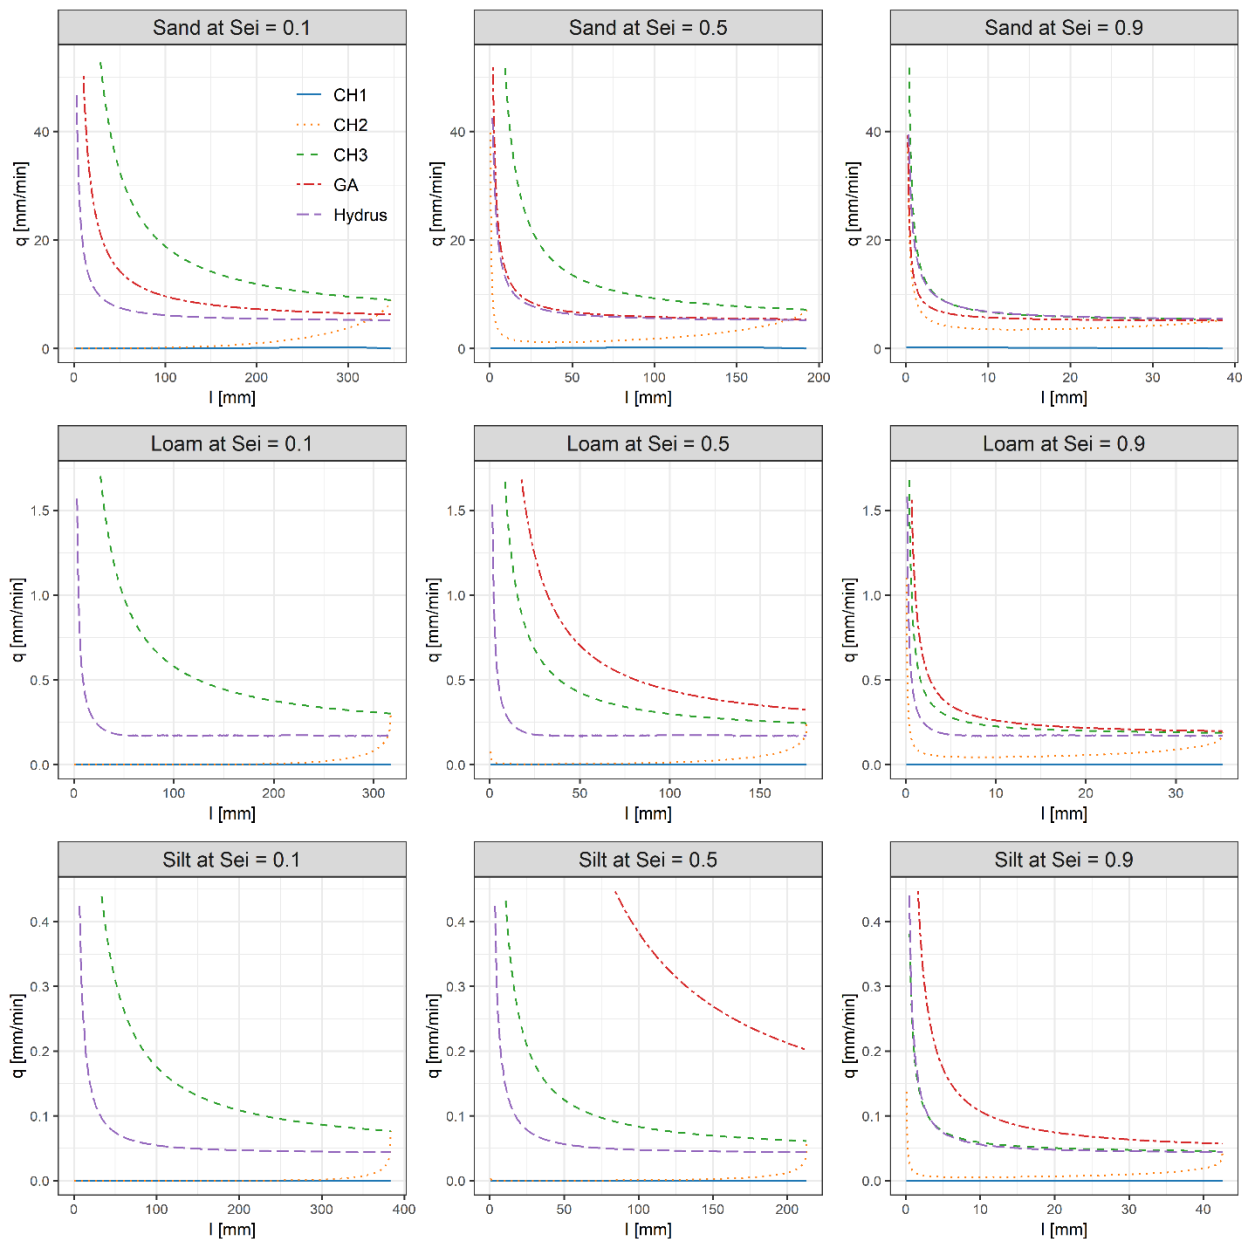 Sand at Sei = 0.1
Sand at Sei = 0.5
Sand at Sei = 0.9
q [mm/min]
40
20
0
CH1
CH2
CH3
GA
Hydrus
0 100 200 300
I [mm]
q [mm/min]
40
20
0
0 50 100 150 200
I [mm]
q [mm/min]
40
20
0
0 10 20 30 40
I [mm]
Loam at Sei = 0.1
Loam at Sei = 0.5
Loam at Sei = 0.9
q [mm/min]
1.5
1.0
0.5
0.0
0 100 200 300
I [mm]
q [mm/min]
1.5
1.0
0.5
0.0
0 50 100 150
I [mm]
q [mm/min]
1.5
1.0
0.5
0.0
0 10 20 30
I [mm]
Silt at Sei = 0.1
Silt at Sei = 0.5
Silt at Sei = 0.9
q [mm/min]
0.4
0.3
0.2
0.1
0.0
0 100 200 300 400
I [mm]
q [mm/min]
0.4
0.3
0.2
0.1
0.0
0 50 100 150 200
I [mm]
q [mm/min]
0.4
0.3
0.2
0.1
0.0
0 10 20 30 40
I [mm]